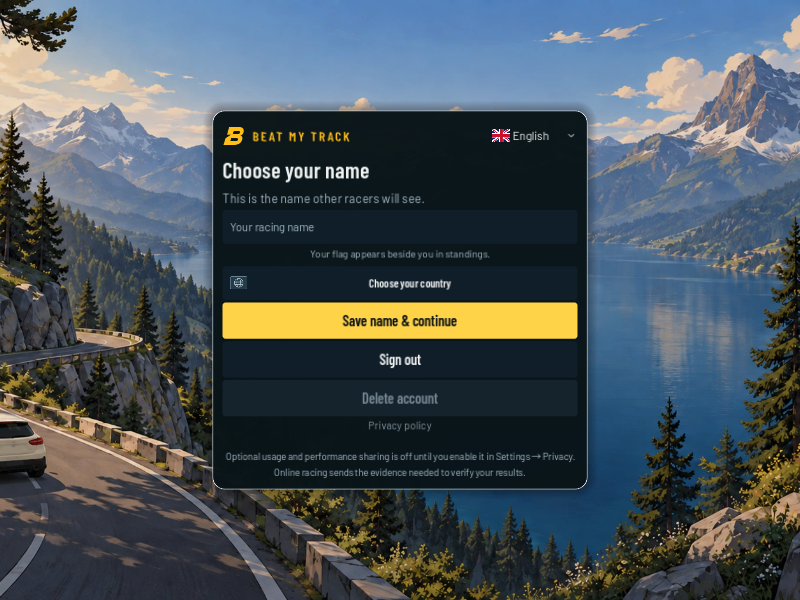 BEAT MY TRACK
English
Choose your name
This is the name other racers will see.
Your racing name
Your flag appears beside you in standings.
Choose your country
Save name & continue
Sign out
Delete account
Privacy policy
Optional usage and performance sharing is off until you enable it in Settings → Privacy.
Online racing sends the evidence needed to verify your results.